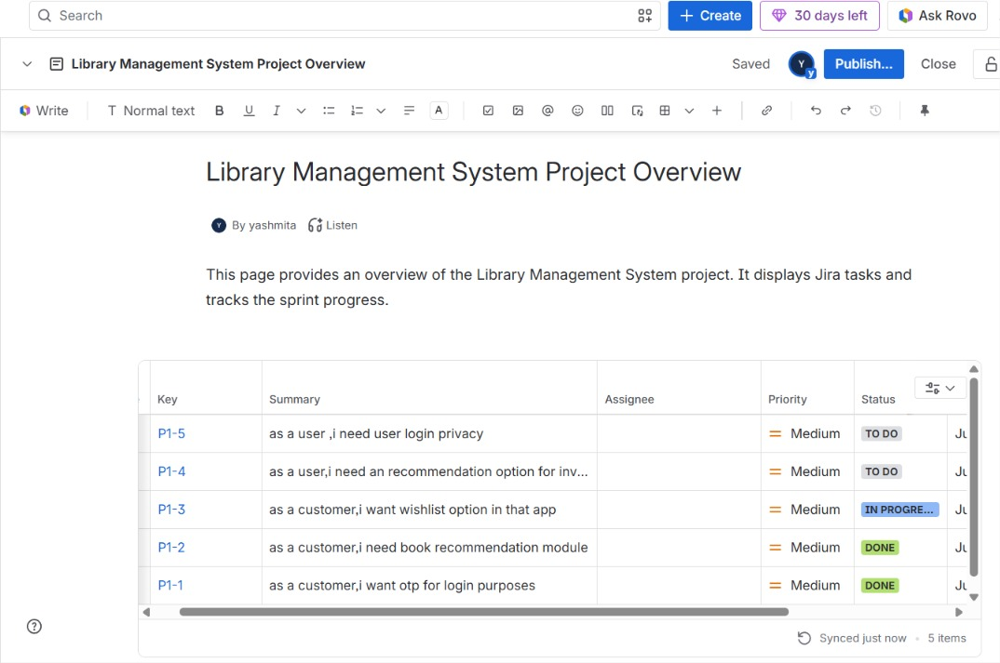 Search
Create
30 days left
Ask Rovo
Library Management System Project Overview
Saved
Y
y
Publish...
Close
Write
T Normal text
B U I
A
Library Management System Project Overview
Y By yashmita Listen
This page provides an overview of the Library Management System project. It displays Jira tasks and
tracks the sprint progress.
Key Summary Assignee Priority Status
P1-5 as a user ,i need user login privacy Medium TO DO Ju
P1-4 as a user,i need an recommendation option for inv... Medium TO DO Ju
P1-3 as a customer,i want wishlist option in that app Medium IN PROGRE... Ju
P1-2 as a customer,i need book recommendation module Medium DONE Ju
P1-1 as a customer,i want otp for login purposes Medium DONE Ju
Synced just now • 5 items